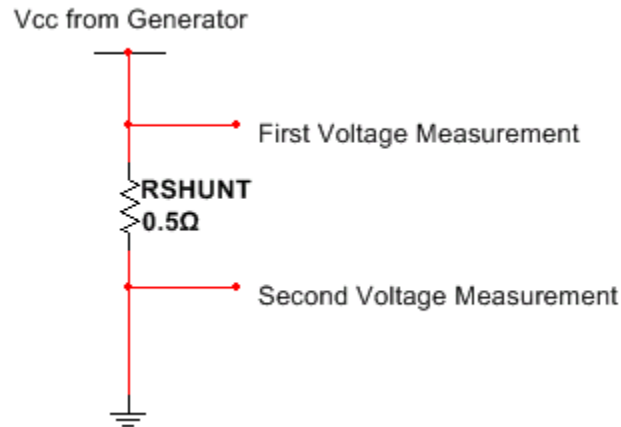 Vcc from Generator
First Voltage Measurement
RSHUNT
0.5Ω
Second Voltage Measurement